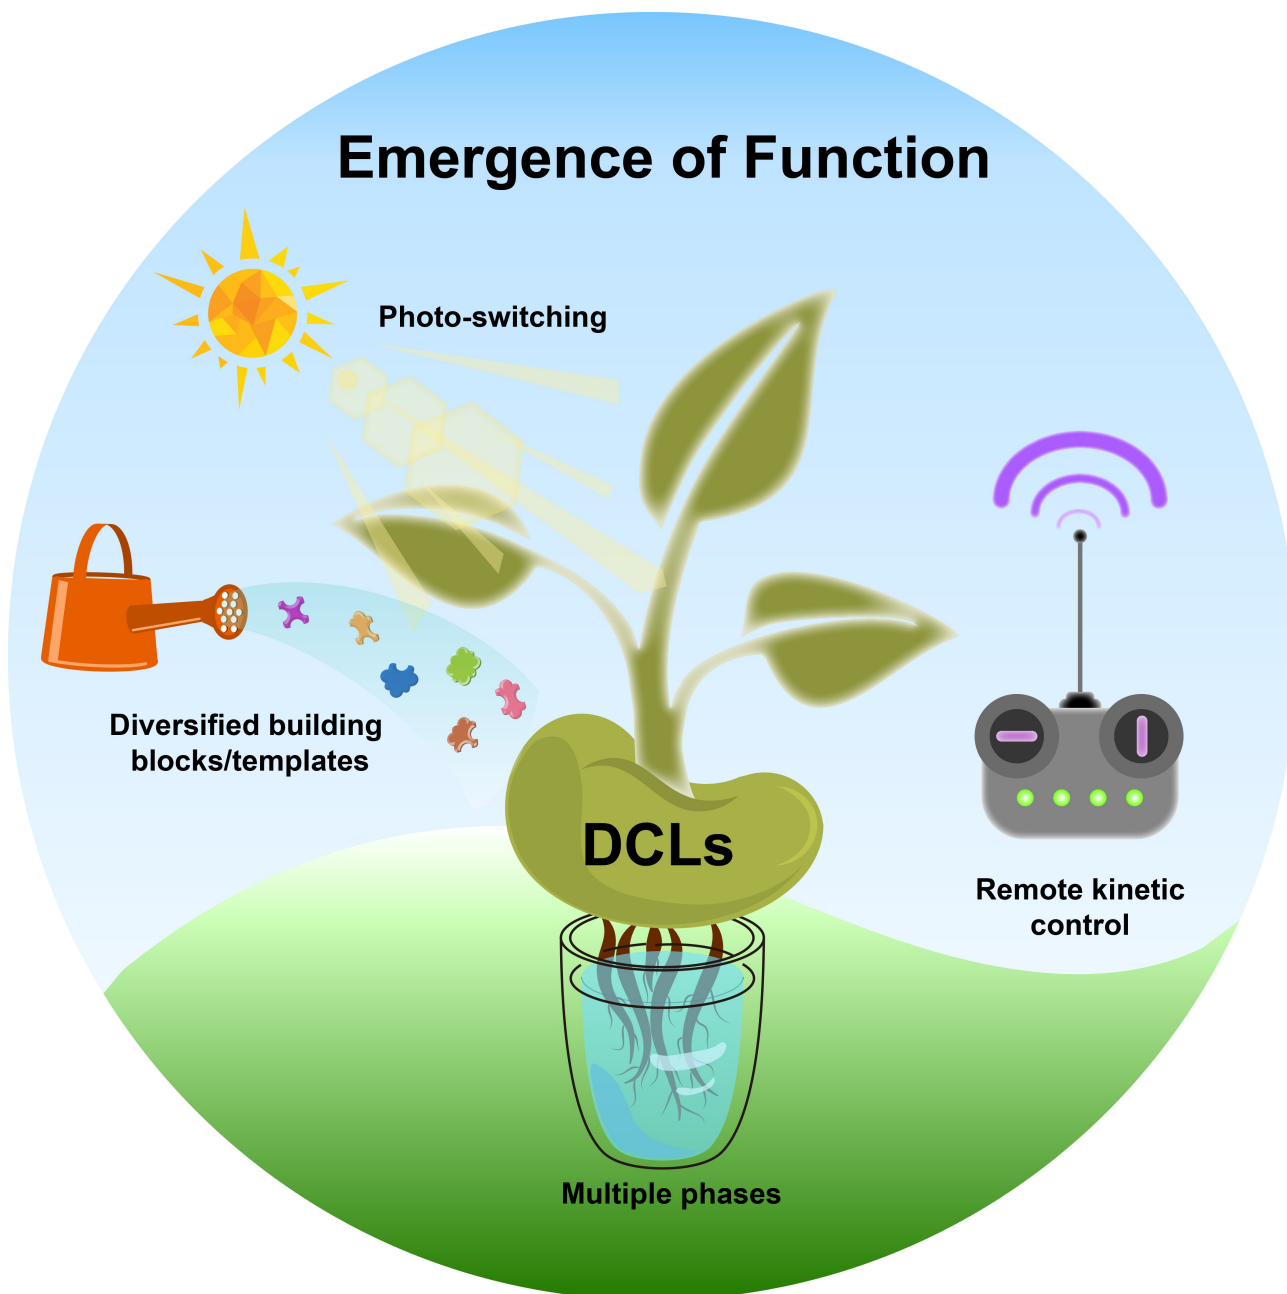 Emergence of Function
Photo-switching
Diversified building
blocks/templates
DCLs
Remote kinetic
control
Multiple phases